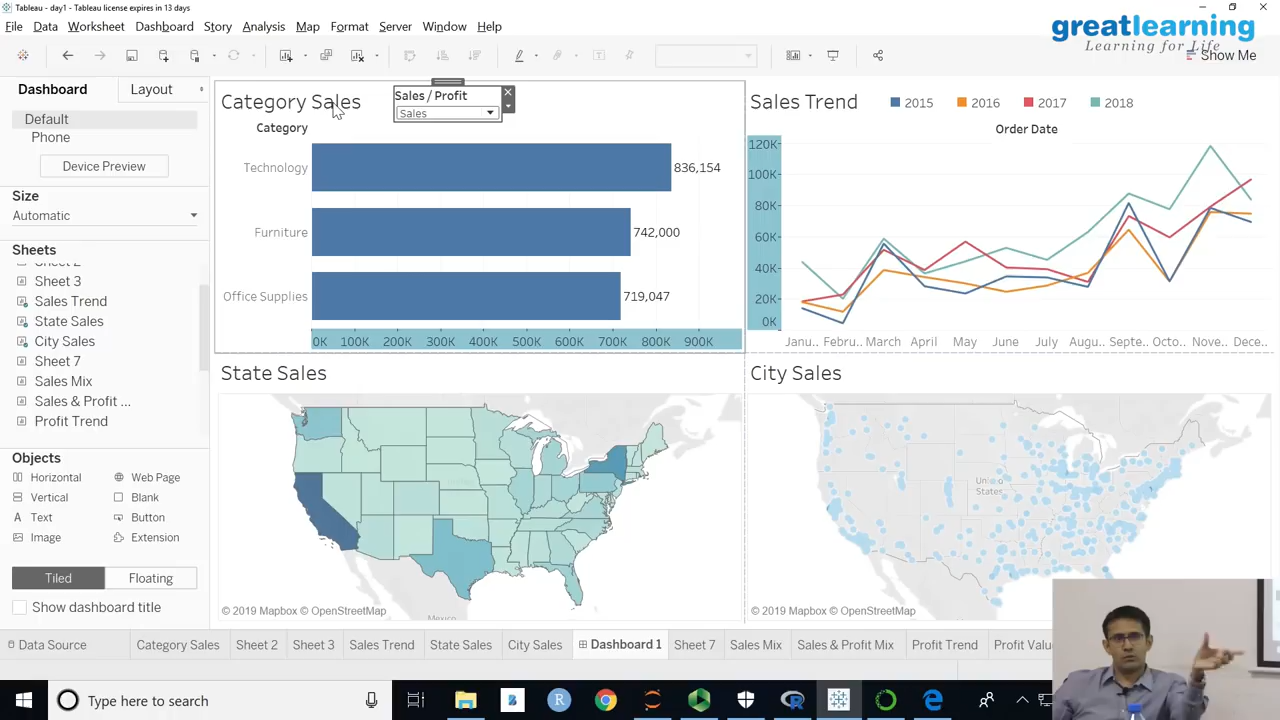 Tableau - day1 - Tableau license expires in 13 days
File Data Worksheet Dashboard Story Analysis Map Format Server Window Help
greatlearning
Learning for Life
Show Me
Dashboard Layout
Default
Phone
Device Preview
Size
Automatic
Sheets
Sheet 2
Sheet 3
Sales Trend
State Sales
City Sales
Sheet 7
Sales Mix
Sales & Profit ...
Profit Trend
Objects
Horizontal Web Page
Vertical Blank
Text Button
Image Extension
Tiled Floating
Show dashboard title
Category Sales
Sales / Profit
Sales
Category
Technology 836,154
Furniture 742,000
Office Supplies 719,047
0K 100K 200K 300K 400K 500K 600K 700K 800K 900K
Sales Trend 2015 2016 2017 2018
Order Date
120K
100K
80K
60K
40K
20K
0K
Janu.. Febru.. March April May June July Augu.. Septe.. Octo.. Nove.. Dece..
State Sales
Mexico
© 2019 Mapbox © OpenStreetMap
City Sales
United
States
© 2019 Mapbox © OpenStreetMap
Data Source Category Sales Sheet 2 Sheet 3 Sales Trend State Sales City Sales Dashboard 1 Sheet 7 Sales Mix Sales & Profit Mix Profit Trend Profit Valu
Type here to search
B R R